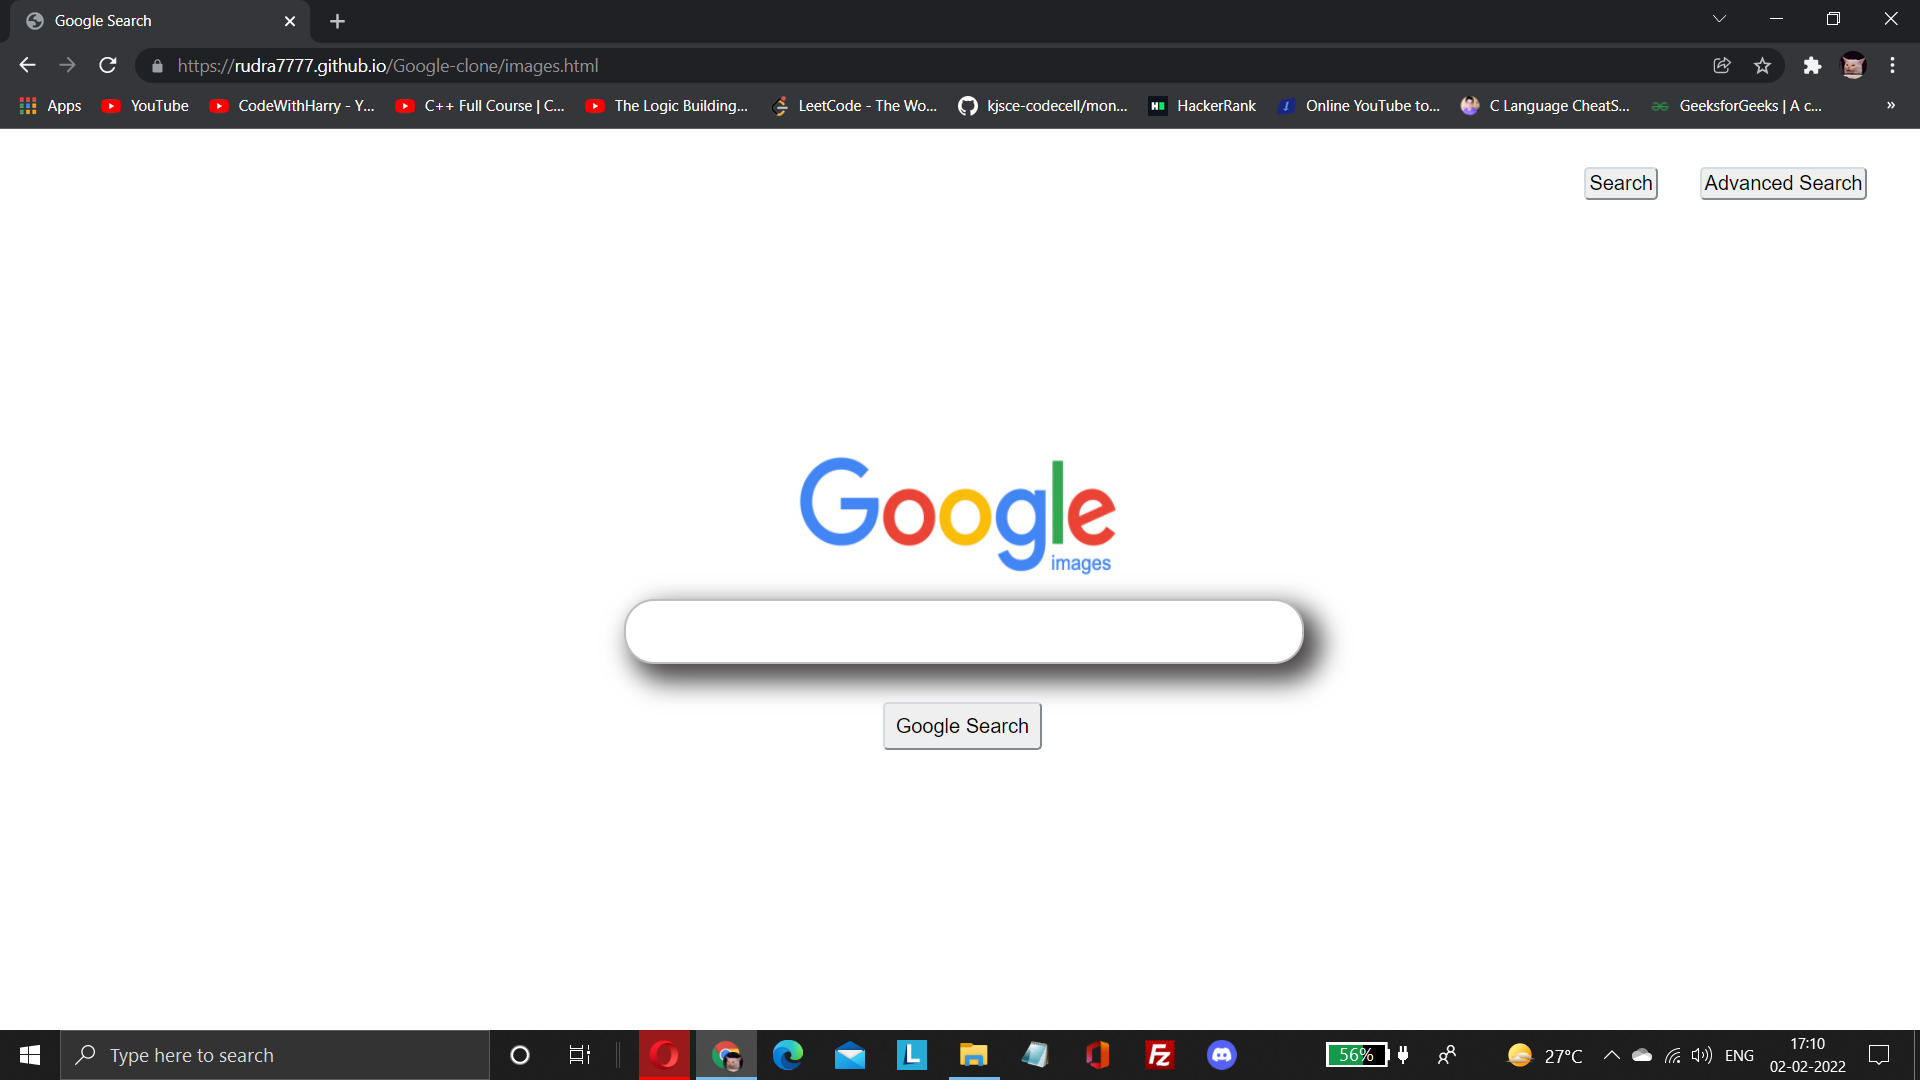 Google Search
https://rudra7777.github.io/Google-clone/images.html
Apps YouTube CodeWithHarry - Y... C++ Full Course | C... The Logic Building... LeetCode - The Wo... kjsce-codecell/mon... HackerRank Online YouTube to... C Language CheatS... GeeksforGeeks | A c... »
Search Advanced Search
Google
images
Google Search
Type here to search
56% 27°C ENG 17:10
02-02-2022